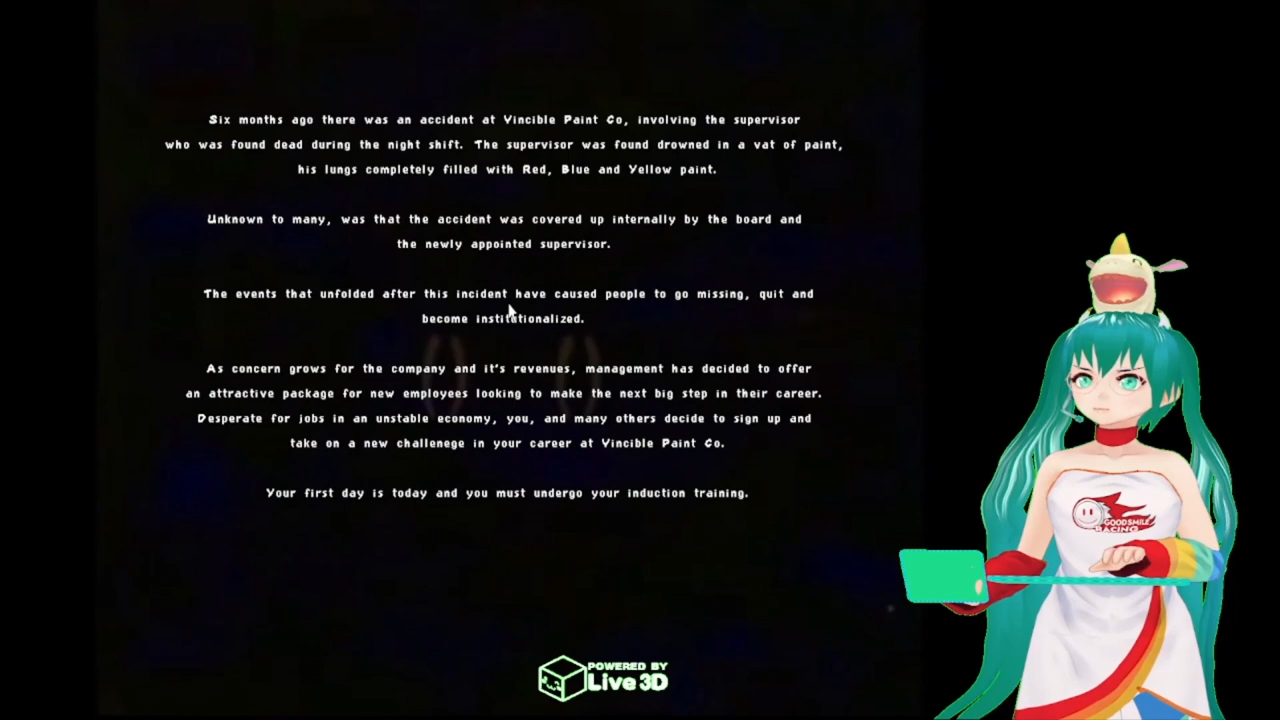 Six months ago there was an accident at Vincible Paint Co, involving the supervisor
who was found dead during the night shift. The supervisor was found drowned in a vat of paint,
his lungs completely filled with Red, Blue and Yellow paint.
Unknown to many, was that the accident was covered up internally by the board and
the newly appointed supervisor.
The events that unfolded after this incident have caused people to go missing, quit and
become institutionalized.
As concern grows for the company and it's revenues, management has decided to offer
an attractive package for new employees looking to make the next big step in their career.
Desperate for jobs in an unstable economy, you, and many others decide to sign up and
take on a new challenege in your career at Vincible Paint Co.
Your first day is today and you must undergo your induction training.
GOODSMILE
RACING
POWERED BY
Live3D